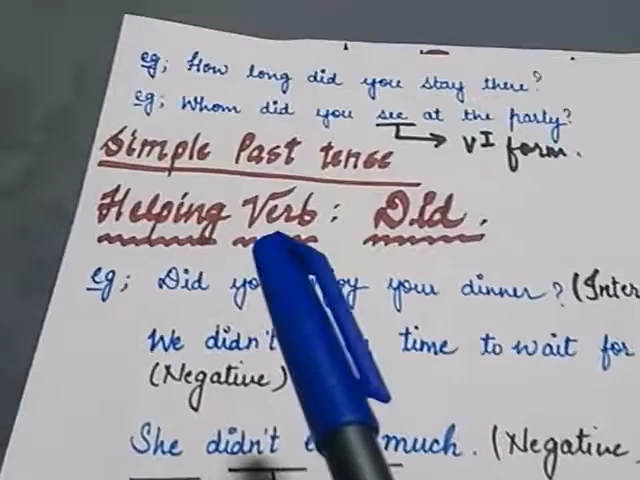 eg; How long did you stay there?
eg; Whom did you see at the party?
V I form.
Simple Past tense
Helping Verb: Did.
eg; Did your dinner? (Inter
We didn't time to wait for
(Negative)
She didn't much. (Negative